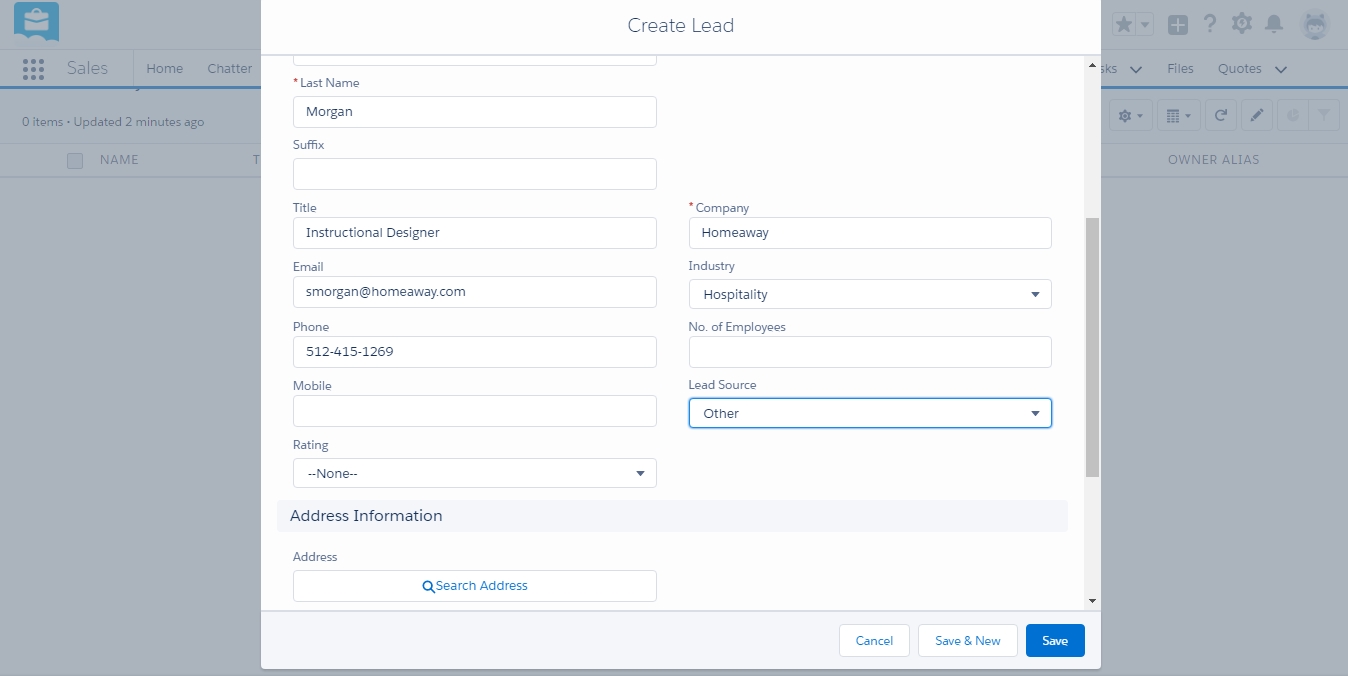 Create Lead
Sales
Home
Chatter
Files
Quotes
0 items • Updated 2 minutes ago
NAME
OWNER ALIAS
*Last Name
Morgan
Suffix
Title
Instructional Designer
*Company
Homeaway
Email
smorgan@homeaway.com
Industry
Hospitality
Phone
512-415-1269
No. of Employees
Mobile
Lead Source
Other
Rating
--None--
Address Information
Address
Search Address
Cancel
Save & New
Save